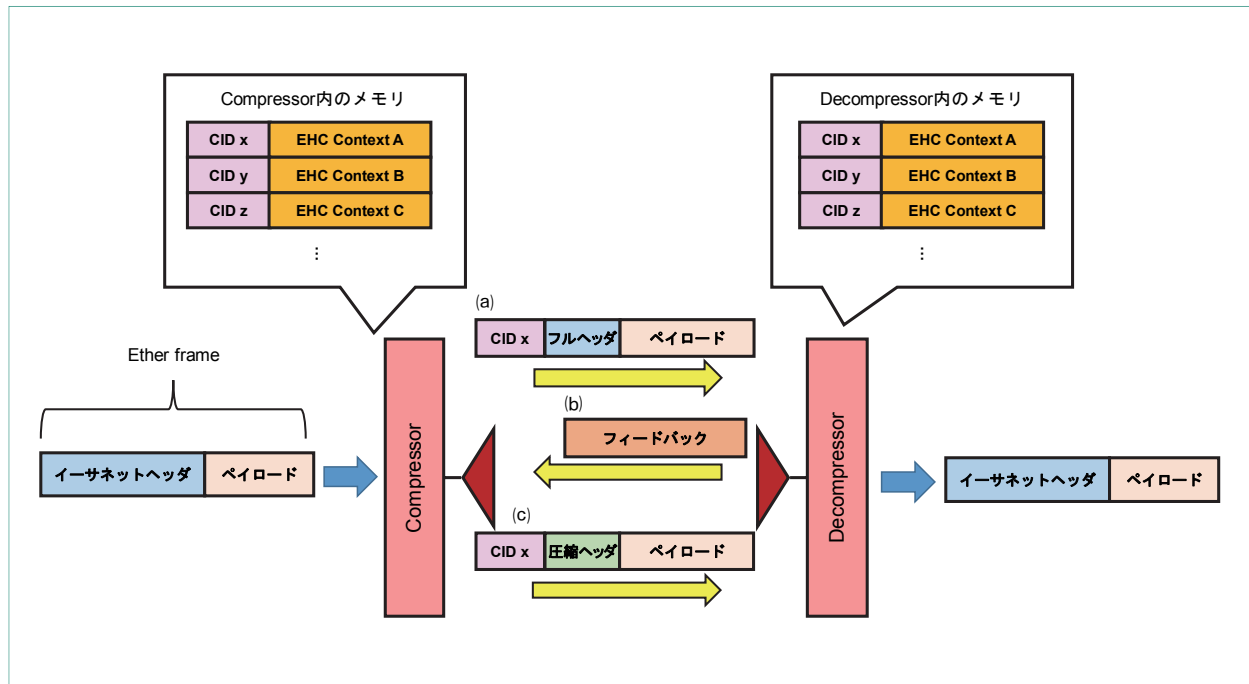 Compressor内のメモリ
CID x EHC Context A
CID y EHC Context B
CID z EHC Context C
⋮
Decompressor内のメモリ
CID x EHC Context A
CID y EHC Context B
CID z EHC Context C
⋮
(a)
CID x フルヘッダ ペイロード
Ether frame
イーサネットヘッダ ペイロード
Compressor
(b)
フィードバック
(c)
CID x 圧縮ヘッダ ペイロード
Decompressor
イーサネットヘッダ ペイロード